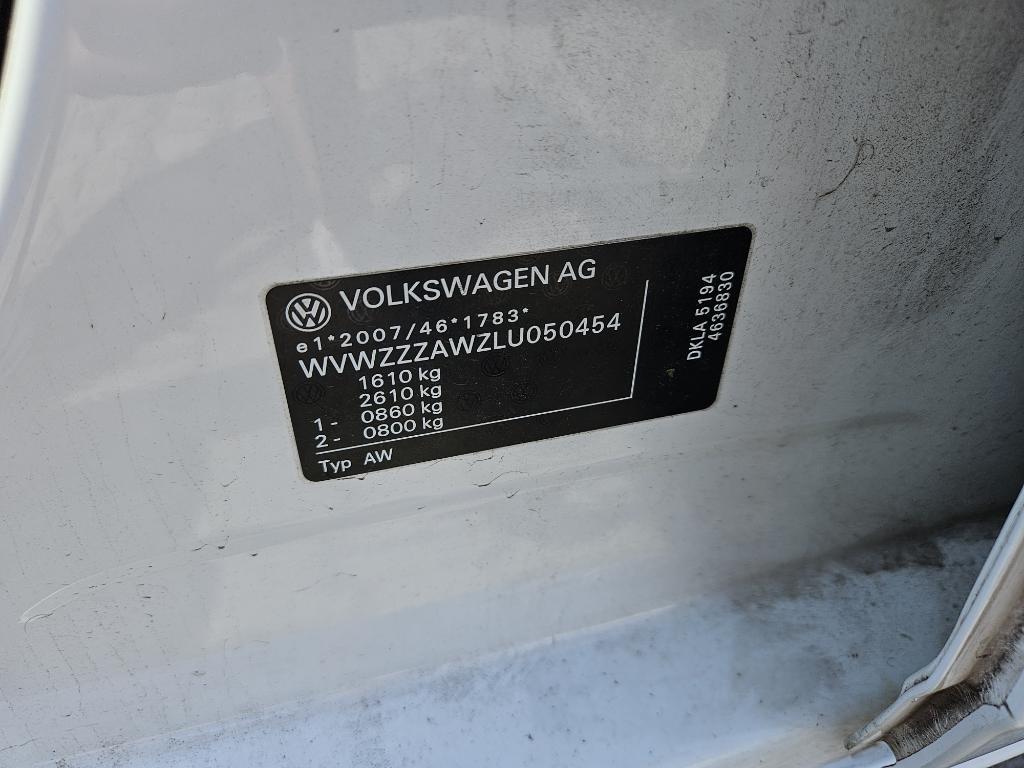 VOLKSWAGEN AG
e1*2007/46*1783*
WVWZZZAWZLU050454
1610 kg
2610 kg
1 - 0860 kg
2 - 0800 kg
Typ AW
DKLA 5194
4636830